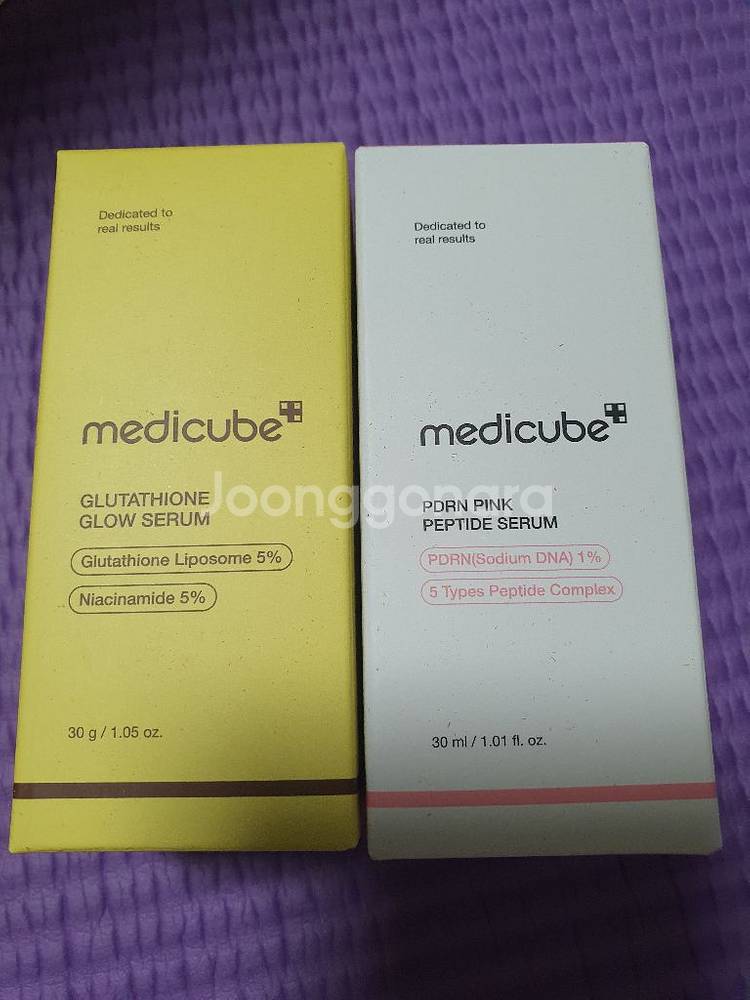 Dedicated to
real results
medicube
GLUTATHIONE
GLOW SERUM
Glutathione Liposome 5%
Niacinamide 5%
30 g / 1.05 oz.
Dedicated to
real results
medicube
PDRN PINK
PEPTIDE SERUM
PDRN(Sodium DNA) 1%
5 Types Peptide Complex
30 ml / 1.01 fl. oz.
Joonggonara